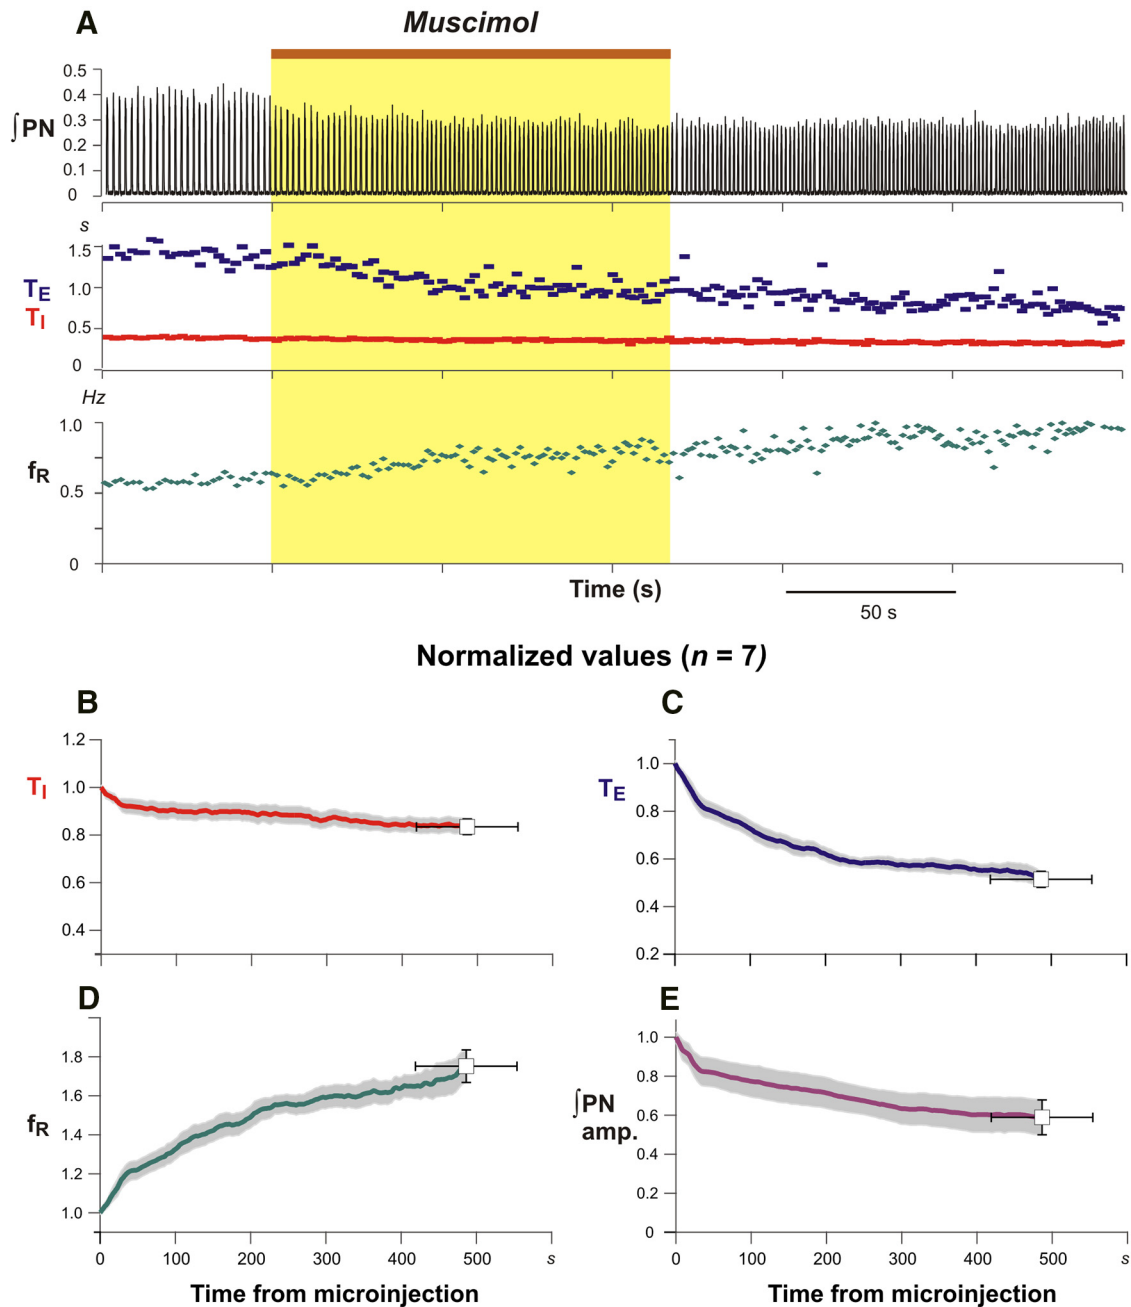 A
Muscimol
∫PN
0.5
0.4
0.3
0.2
0.1
0
s
TE
TI
1.5
1.0
0.5
0
Hz
fR
1.0
0.5
0
Time (s)
50 s
Normalized values (n = 7)
B
TI
1.2
1.0
0.8
0.6
0.4
C
TE
1.0
0.8
0.6
0.4
0.2
D
fR
1.8
1.6
1.4
1.2
1.0
0 100 200 300 400 500 s
Time from microinjection
E
∫PN
amp.
1.0
0.8
0.6
0.4
0.2
0
0 100 200 300 400 500 s
Time from microinjection